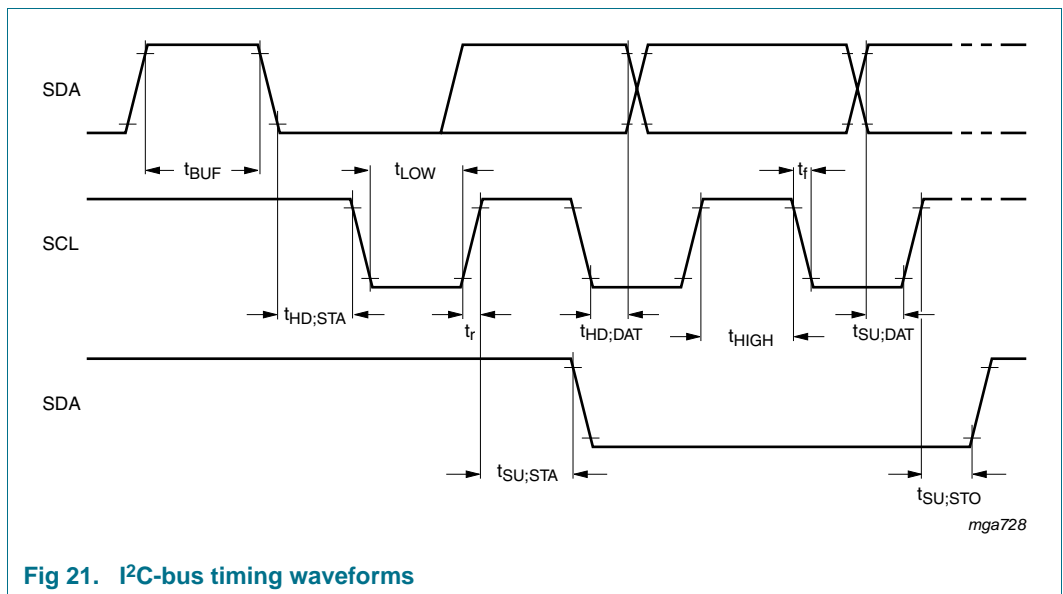 SDA
tBUF
tLOW
tf
SCL
tHD;STA
tr
tHD;DAT
tHIGH
tSU;DAT
SDA
tSU;STA
tSU;STO
mga728
Fig 21. I²C-bus timing waveforms